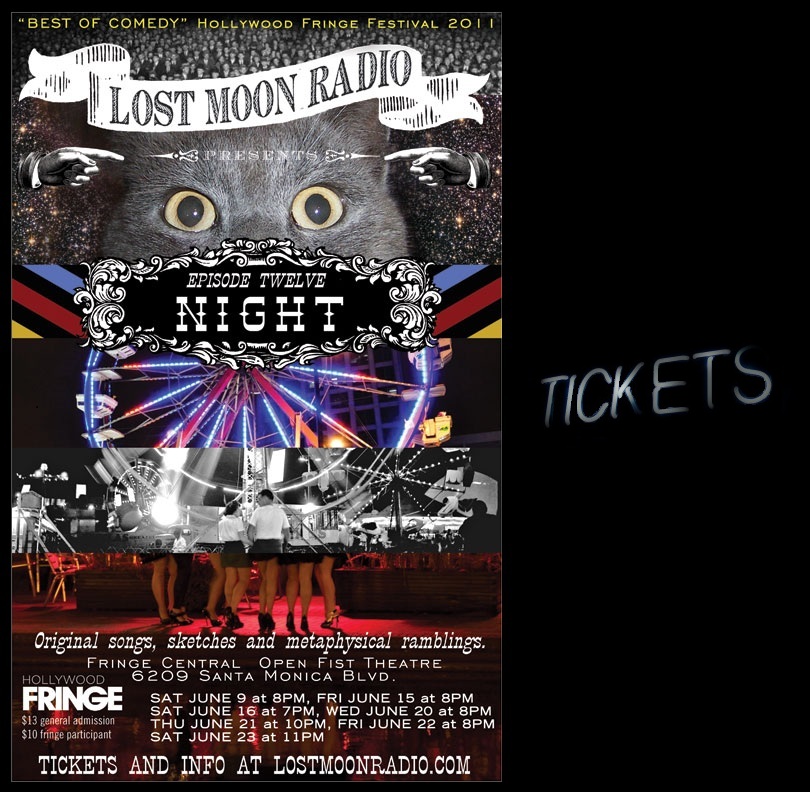 "BEST OF COMEDY" HOLLYWOOD FRINGE FESTIVAL 2011
LOST MOON RADIO
PRESENTS
EPISODE TWELVE
NIGHT
TICKETS
Original songs, sketches and metaphysical ramblings.
FRINGE CENTRAL OPEN FIST THEATRE
6209 SANTA MONICA BLVD.
HOLLYWOOD
FRINGE
$13 general admission
$10 fringe participant
SAT JUNE 9 at 8PM, FRI JUNE 15 at 8PM
SAT JUNE 16 at 7PM, WED JUNE 20 at 8PM
THU JUNE 21 at 10PM, FRI JUNE 22 at 8PM
SAT JUNE 23 at 11PM
TICKETS AND INFO AT LOSTMOONRADIO.COM